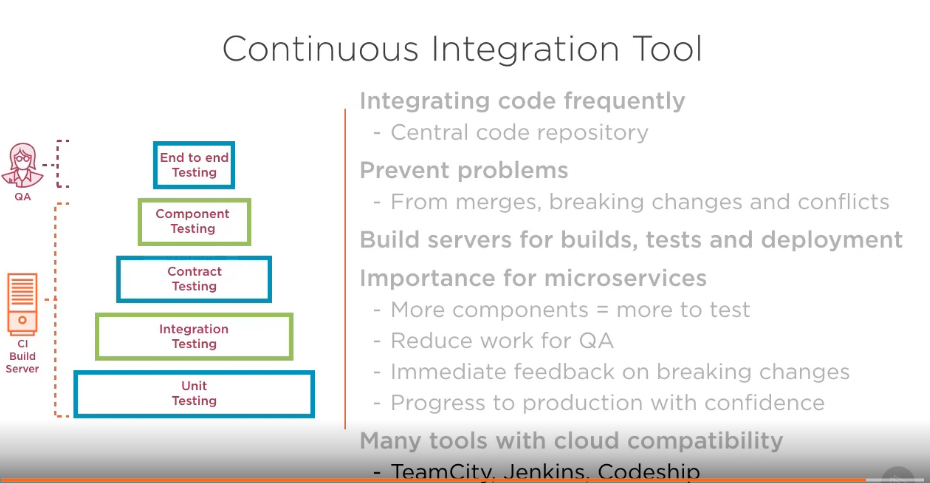 Continuous Integration Tool
End to end
Testing
QA
Component
Testing
Contract
Testing
Integration
Testing
CI
Build
Server
Unit
Testing
Integrating code frequently
- Central code repository
Prevent problems
- From merges, breaking changes and conflicts
Build servers for builds, tests and deployment
Importance for microservices
- More components = more to test
- Reduce work for QA
- Immediate feedback on breaking changes
- Progress to production with confidence
Many tools with cloud compatibility
- TeamCity, Jenkins, Codeship